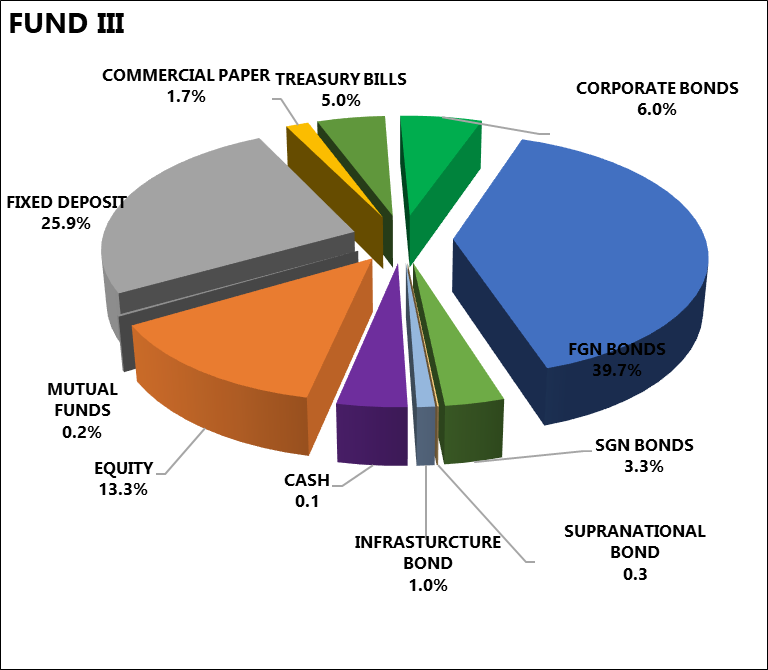 FUND III
COMMERCIAL PAPER
1.7%
TREASURY BILLS
5.0%
CORPORATE BONDS
6.0%
FIXED DEPOSIT
25.9%
FGN BONDS
39.7%
MUTUAL
FUNDS
0.2%
EQUITY
13.3%
CASH
0.1
SGN BONDS
3.3%
INFRASTURCTURE
BOND
1.0%
SUPRANATIONAL
BOND
0.3